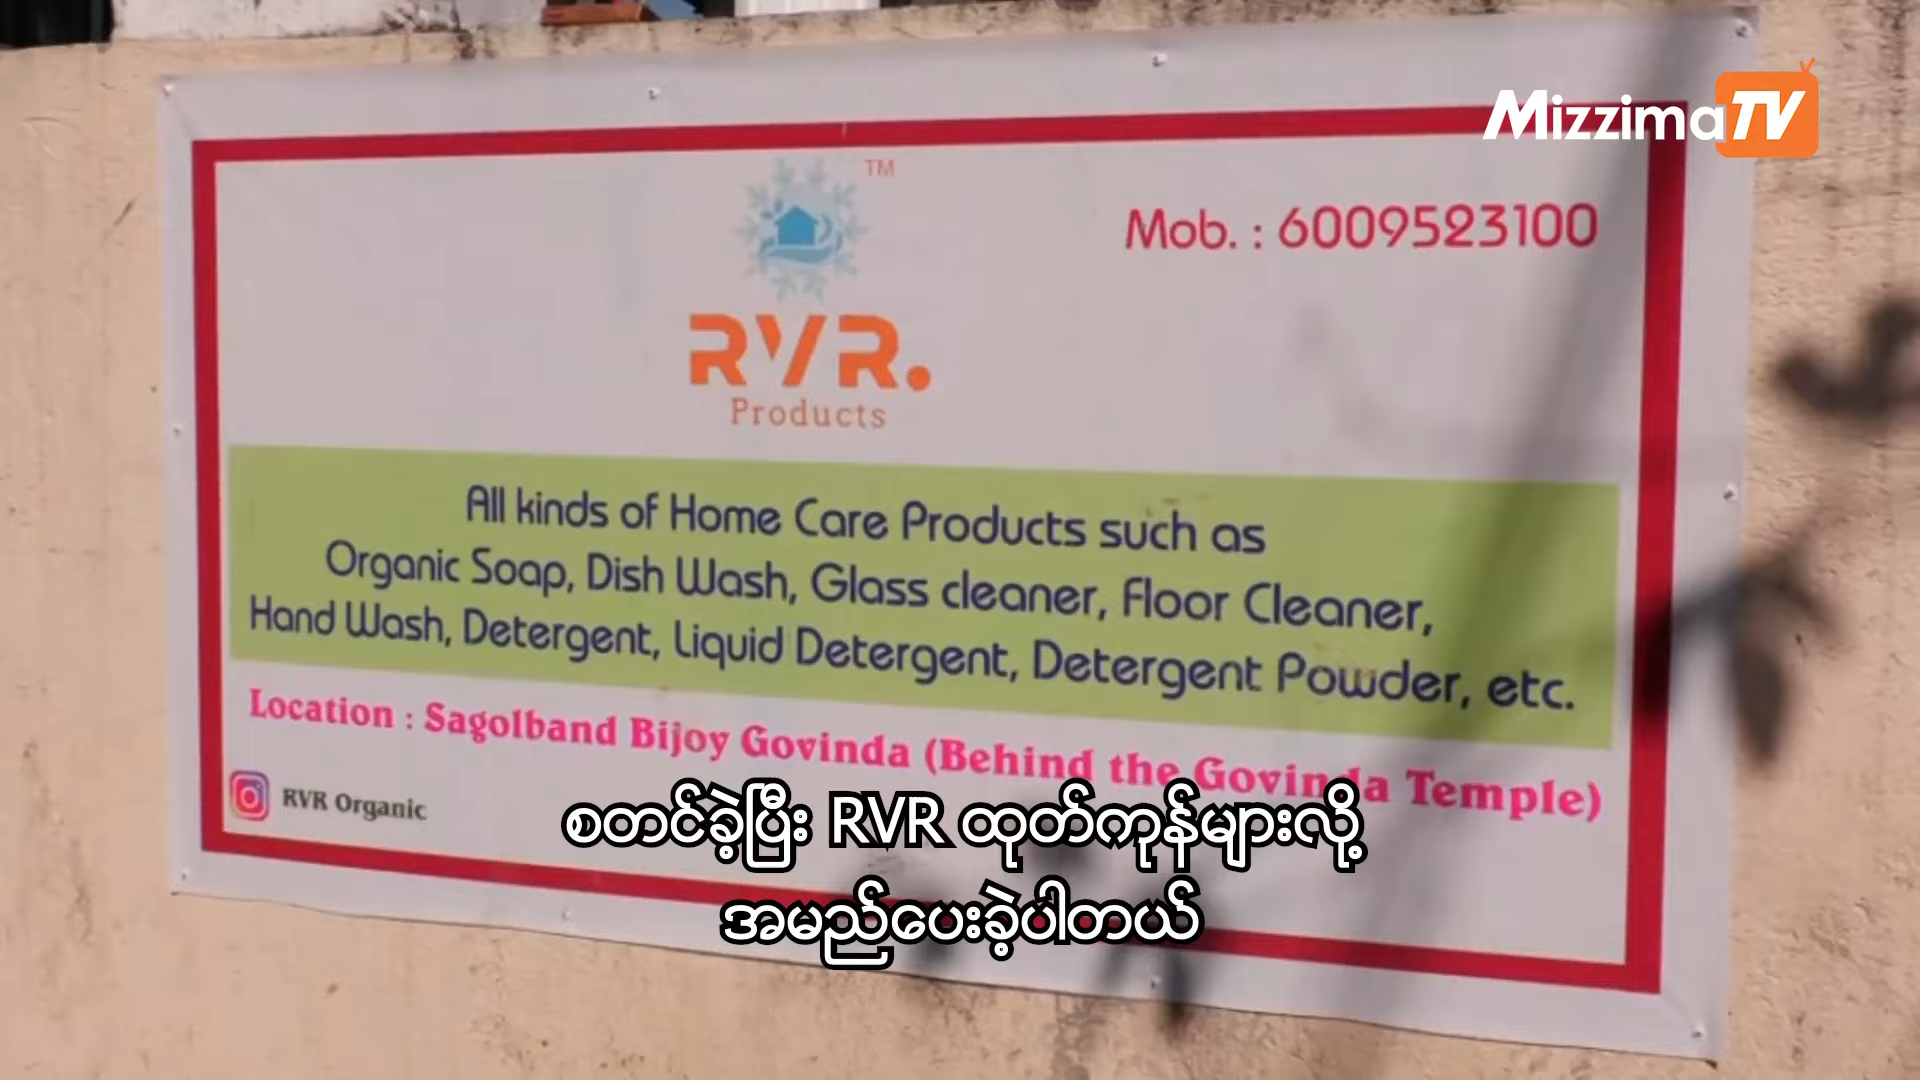 Mizzima TV
TM
Mob. : 6009523100
RVR.
Products
All kinds of Home Care Products such as
Organic Soap, Dish Wash, Glass cleaner, Floor Cleaner,
Hand Wash, Detergent, Liquid Detergent, Detergent Powder, etc.
Location : Sagolband Bijoy Govinda (Behind the Govinda Temple)
RVR Organic
စတင်ခဲ့ပြီး RVR ထုတ်ကုန်များလို့
အမည်ပေးခဲ့ပါတယ်